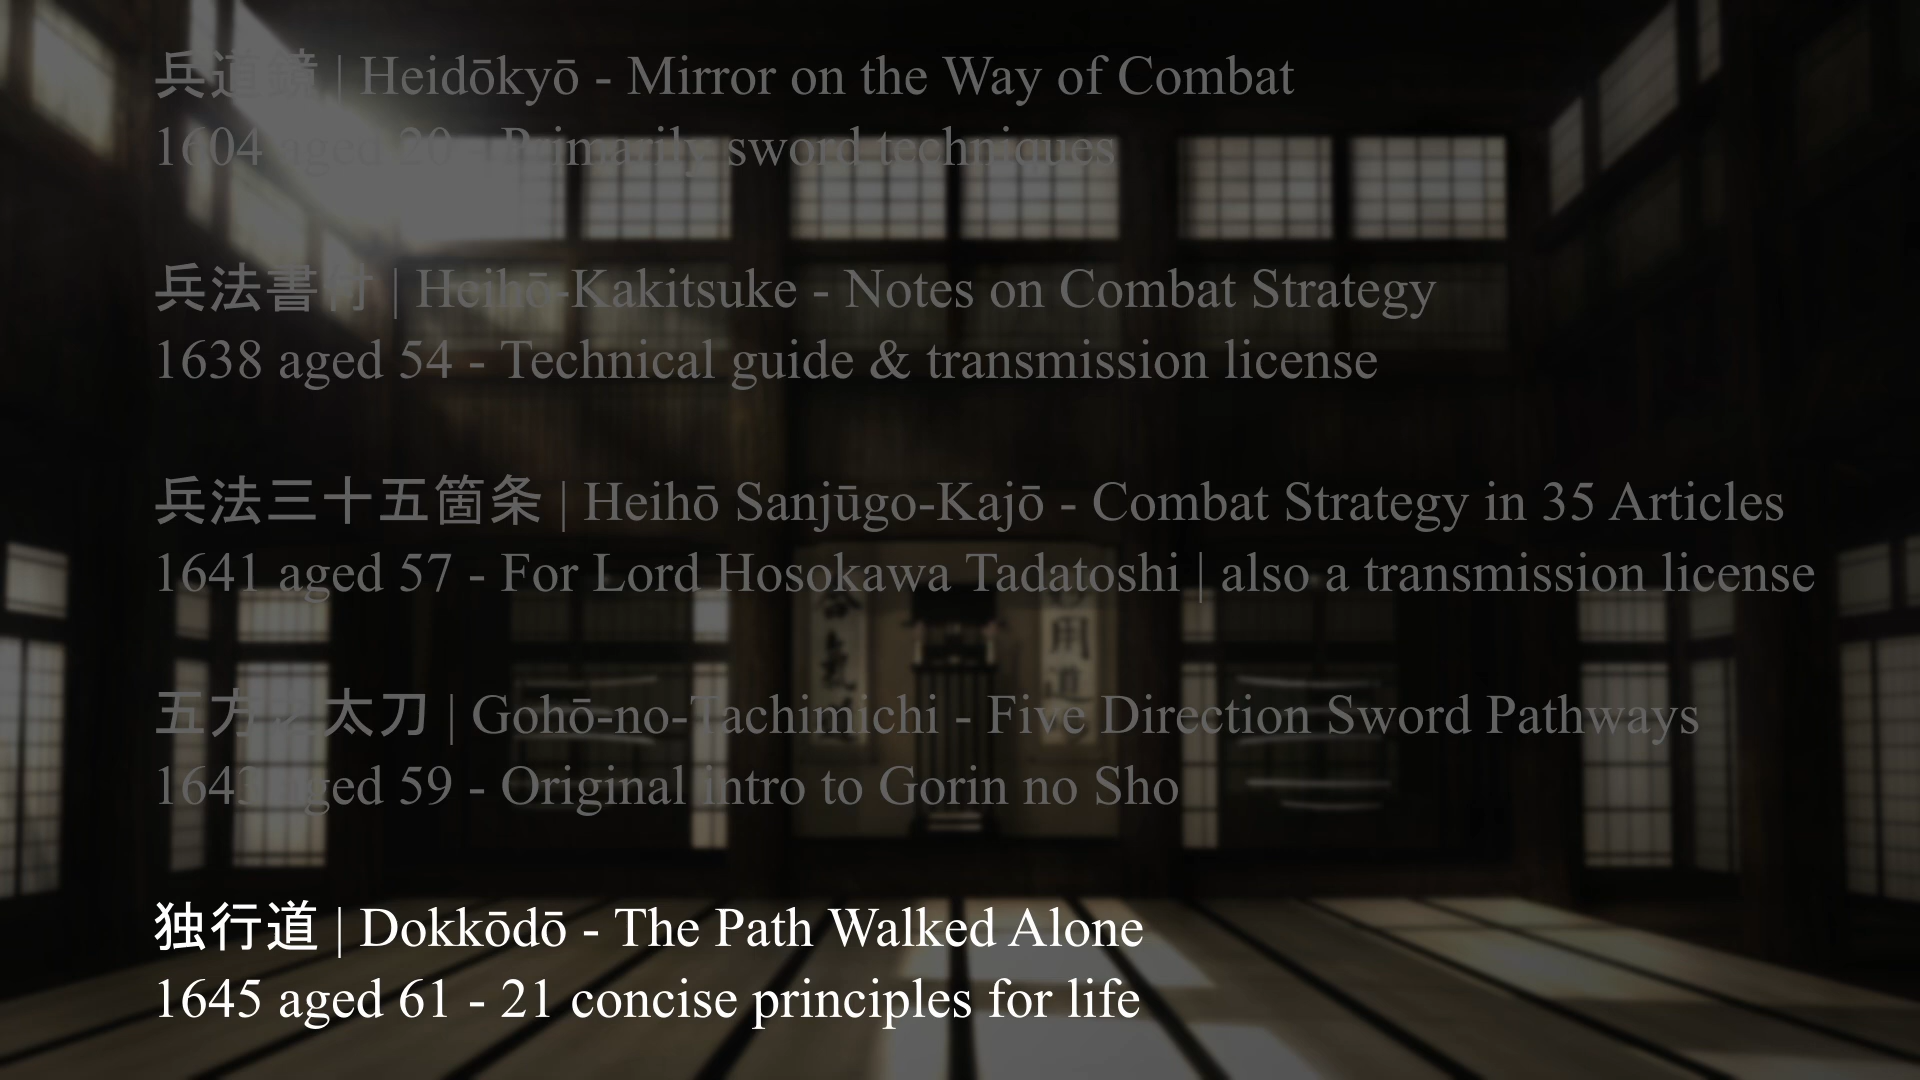 兵道鏡 | Heidōkyō - Mirror on the Way of Combat
1604 aged 20 - Primarily sword techniques
兵法書付 | Heihō-Kakitsuke - Notes on Combat Strategy
1638 aged 54 - Technical guide & transmission license
兵法三十五箇条 | Heihō Sanjūgo-Kajō - Combat Strategy in 35 Articles
1641 aged 57 - For Lord Hosokawa Tadatoshi | also a transmission license
五方之太刀 | Gohō-no-Tachimichi - Five Direction Sword Pathways
1643 aged 59 - Original intro to Gorin no Sho
独行道 | Dokkōdō - The Path Walked Alone
1645 aged 61 - 21 concise principles for life